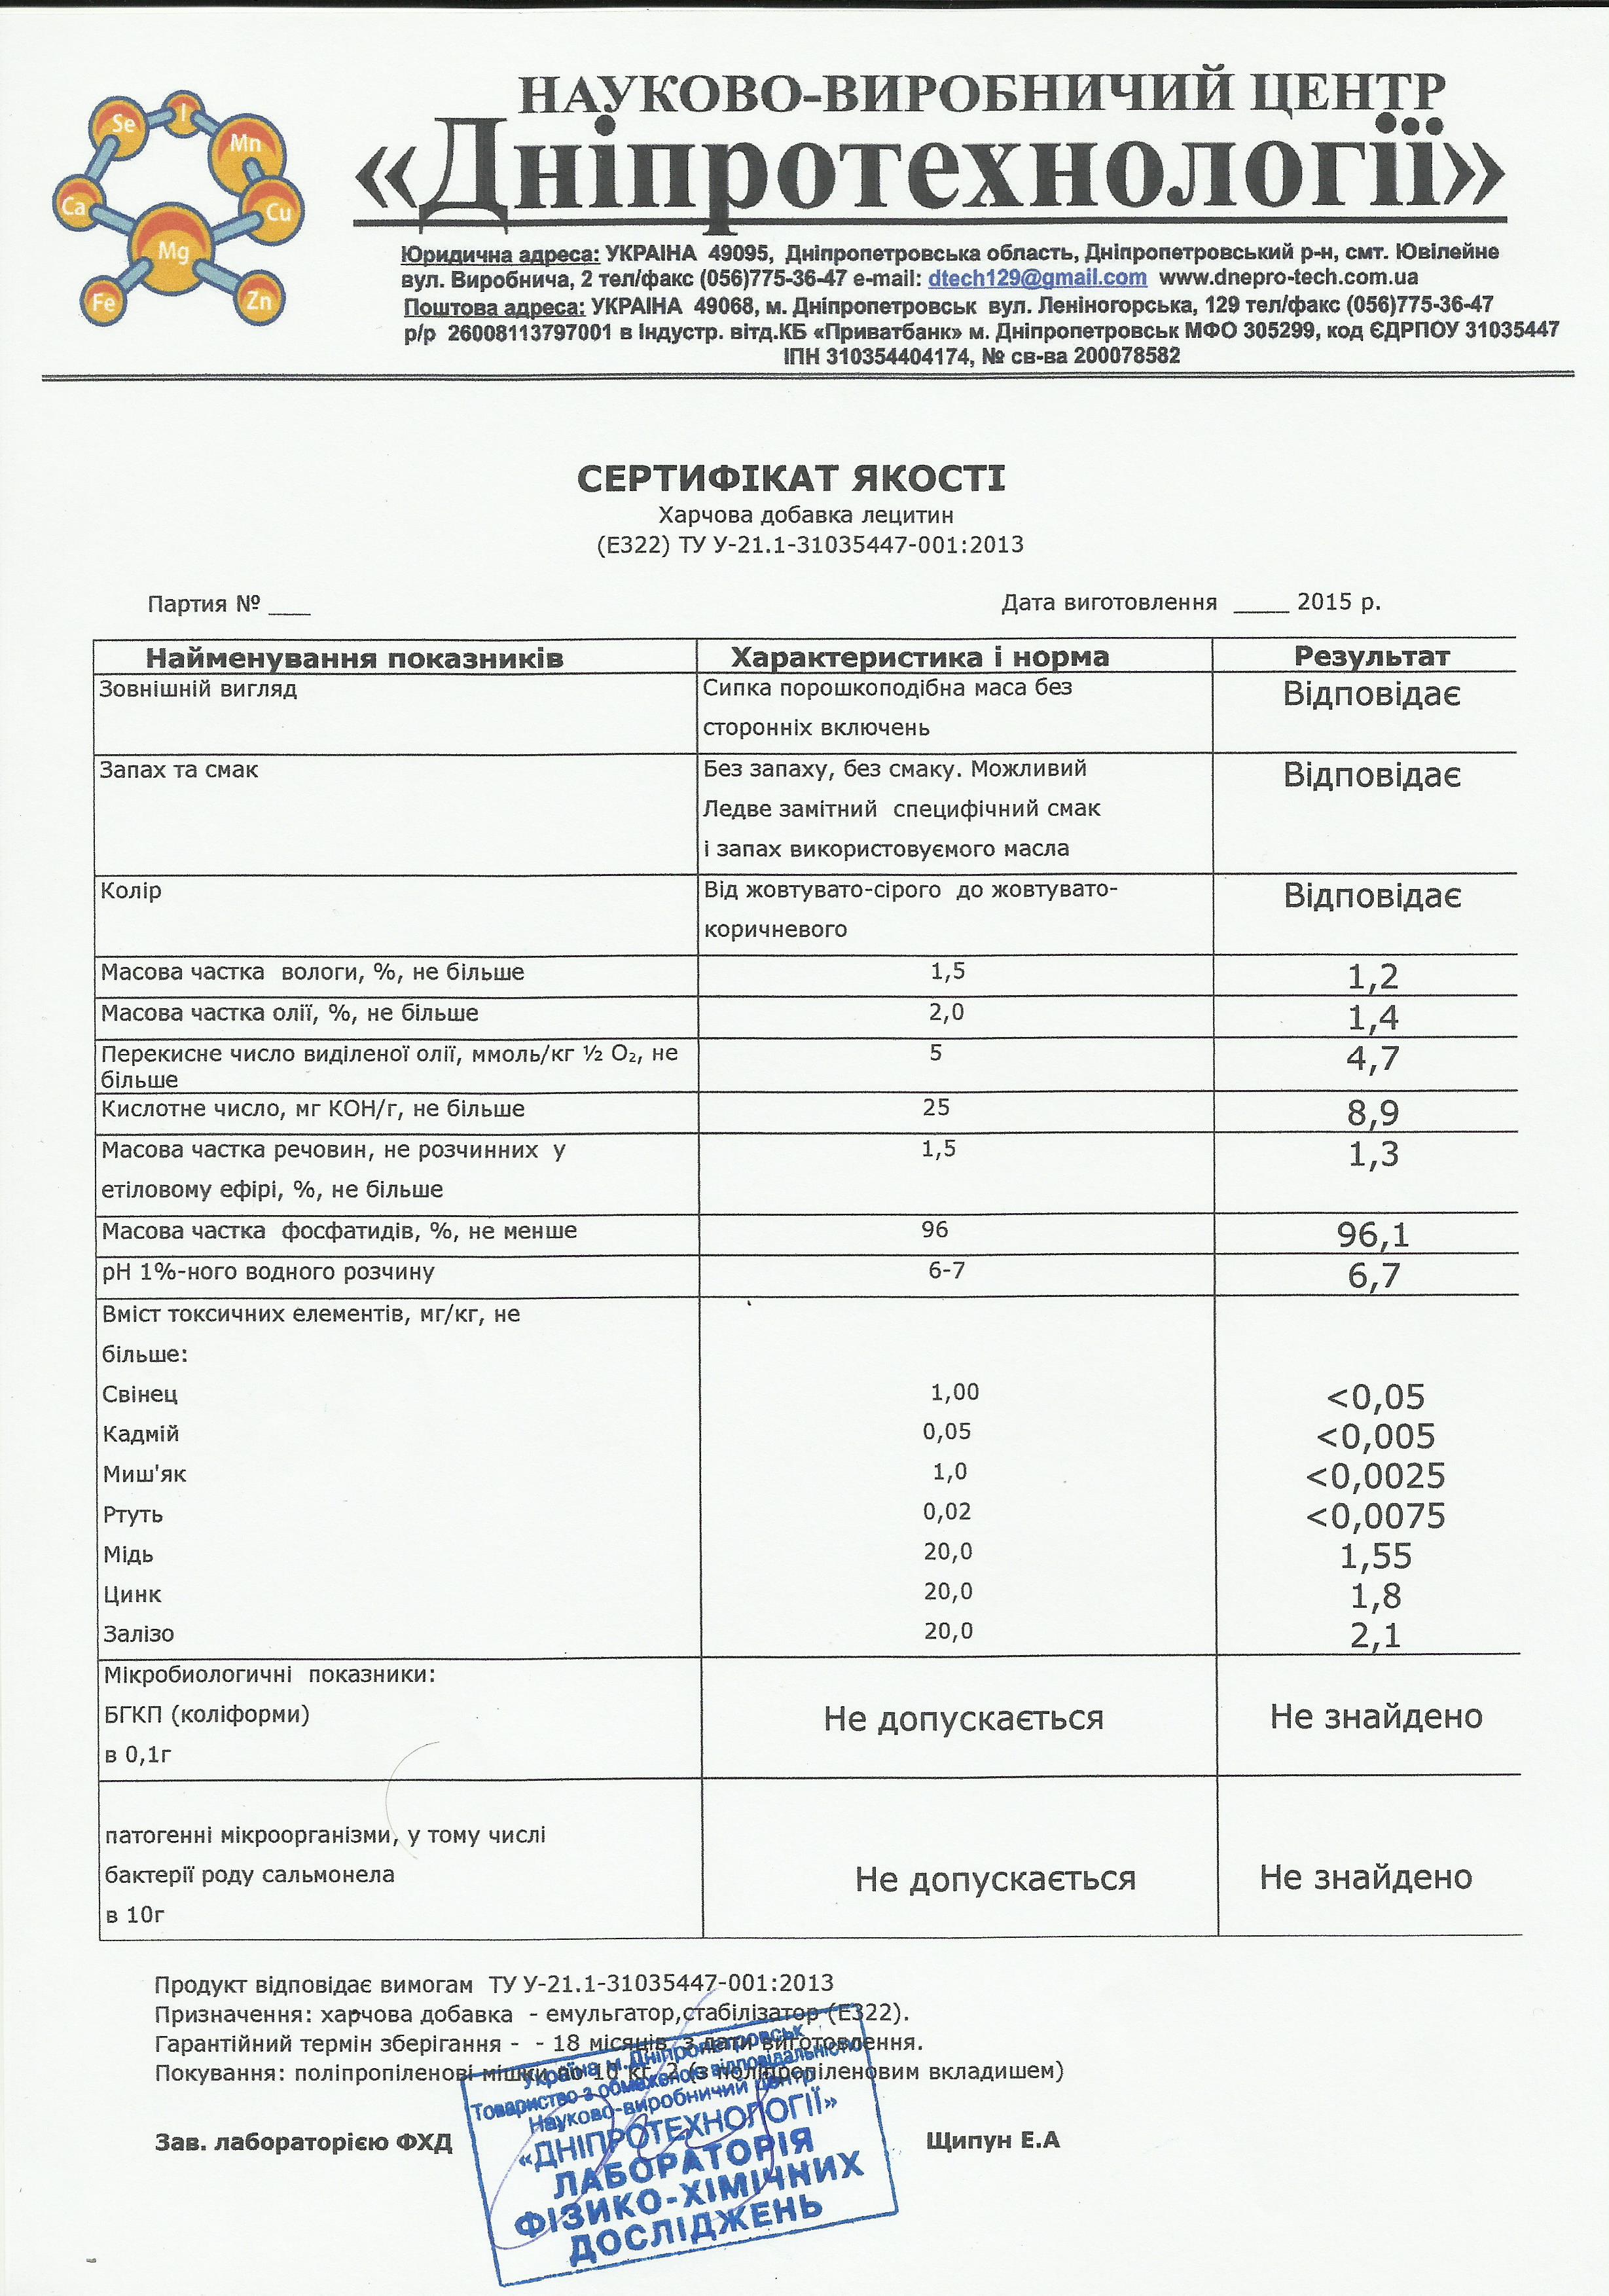 Se I Mn
Ca Cu
Mg
Fe Zn
НАУКОВО-ВИРОБНИЧИЙ ЦЕНТР
«Дніпротехнології»
Юридична адреса: УКРАІНА 49095, Дніпропетровська область, Дніпропетровський р-н, смт. Ювілейне
вул. Виробнича, 2 тел/факс (056)775-36-47 e-mail: dtech129@gmail.com www.dnepro-tech.com.ua
Поштова адреса: УКРАІНА 49068, м. Дніпропетровськ вул. Леніногорська, 129 тел/факс (056)775-36-47
р/р 26008113797001 в Індустр. вітд.КБ «Приватбанк» м. Дніпропетровськ МФО 305299, код ЄДРПОУ 31035447
ІПН 310354404174, № св-ва 200078582
СЕРТИФІКАТ ЯКОСТІ
Харчова добавка лецитин
(Е322) ТУ У-21.1-31035447-001:2013
Партия № ___ Дата виготовлення ____ 2015 р.
Найменування показників Характеристика і норма Результат
Зовнішній вигляд Сипка порошкоподібна маса без Відповідає
сторонніх включень
Запах та смак Без запаху, без смаку. Можливий Відповідає
Ледве замітний специфічний смак
і запах використовуємого масла
Колір Від жовтувато-сірого до жовтувато- Відповідає
коричневого
Масова частка вологи, %, не більше 1,5 1,2
Масова частка олії, %, не більше 2,0 1,4
Перекисне число виділеної олії, ммоль/кг ½ О₂, не 5 4,7
більше
Кислотне число, мг КОН/г, не більше 25 8,9
Масова частка речовин, не розчинних у 1,5 1,3
етіловому ефірі, %, не більше
Масова частка фосфатидів, %, не менше 96 96,1
рН 1%-ного водного розчину 6-7 6,7
Вміст токсичних елементів, мг/кг, не
більше:
Свінец 1,00 <0,05
Кадмій 0,05 <0,005
Миш'як 1,0 <0,0025
Ртуть 0,02 <0,0075
Мідь 20,0 1,55
Цинк 20,0 1,8
Залізо 20,0 2,1
Мікробиологичні показники:
БГКП (коліформи) Не допускається Не знайдено
в 0,1г
патогенні мікроорганізми, у тому числі
бактерії роду сальмонела Не допускається Не знайдено
в 10г
Продукт відповідає вимогам ТУ У-21.1-31035447-001:2013
Призначення: харчова добавка - емульгатор,стабілізатор (Е322).
Гарантійний термін зберігання - - 18 місяців з дати виготовлення.
Покування: поліпропіленові мішки по 10 кг (з поліпропіленовим вкладишем)
Україна м.Дніпропетровськ
Товариство з обмеженою відповідальністю
Науково-виробничий центр
«ДНІПРОТЕХНОЛОГІЇ»
ЛАБОРАТОРІЯ
ФІЗИКО-ХІМІЧНИХ
ДОСЛІДЖЕНЬ
Зав. лабораторією ФХД Щипун Е.А